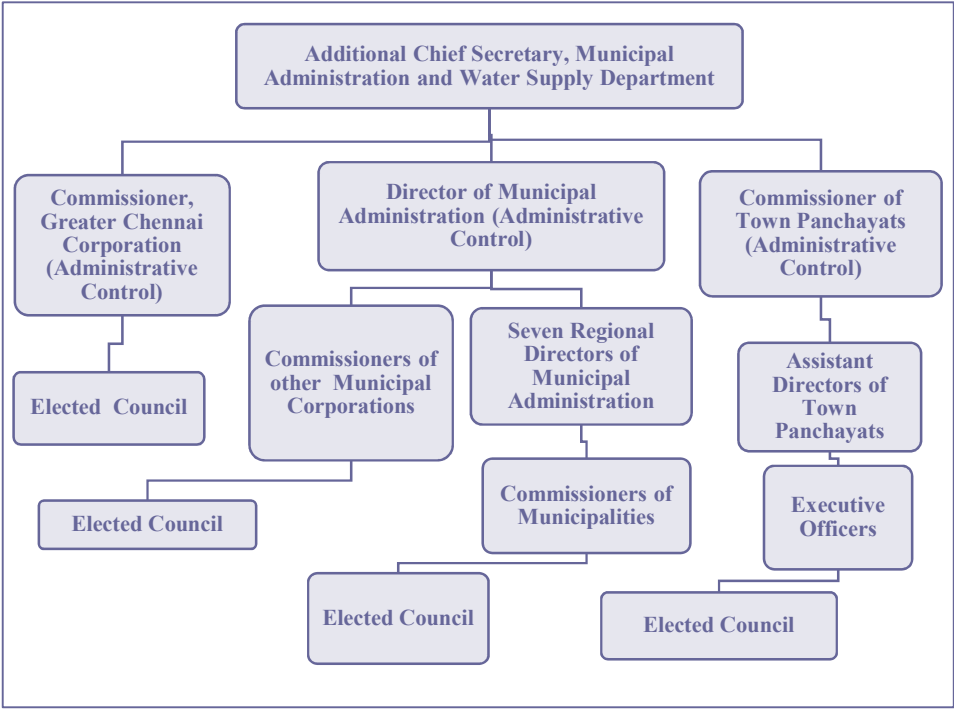 Additional Chief Secretary, Municipal
Administration and Water Supply Department
Commissioner,
Greater Chennai
Corporation
(Administrative
Control)
Director of Municipal
Administration (Administrative
Control)
Commissioner of
Town Panchayats
(Administrative
Control)
Elected Council
Commissioners of
other Municipal
Corporations
Seven Regional
Directors of
Municipal
Administration
Assistant
Directors of
Town
Panchayats
Elected Council
Commissioners of
Municipalities
Executive
Officers
Elected Council
Elected Council